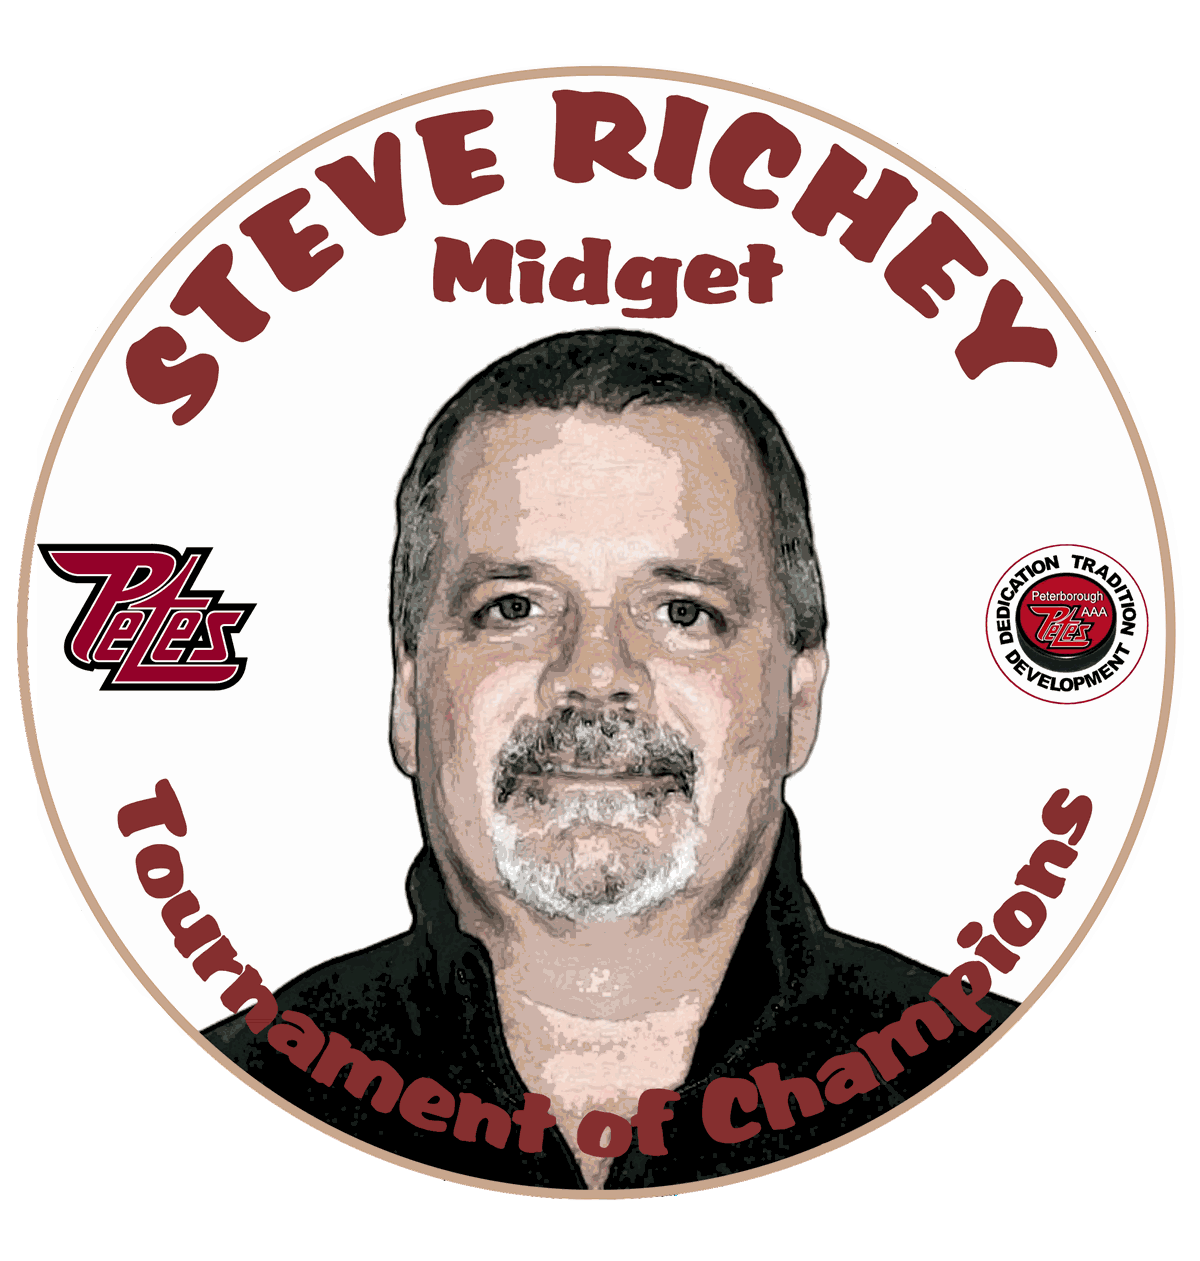 STEVE RICHEY
Midget
Petes
DEDICATION TRADITION
Peterborough
AAA
Petes
DEVELOPMENT
Tournament of Champions